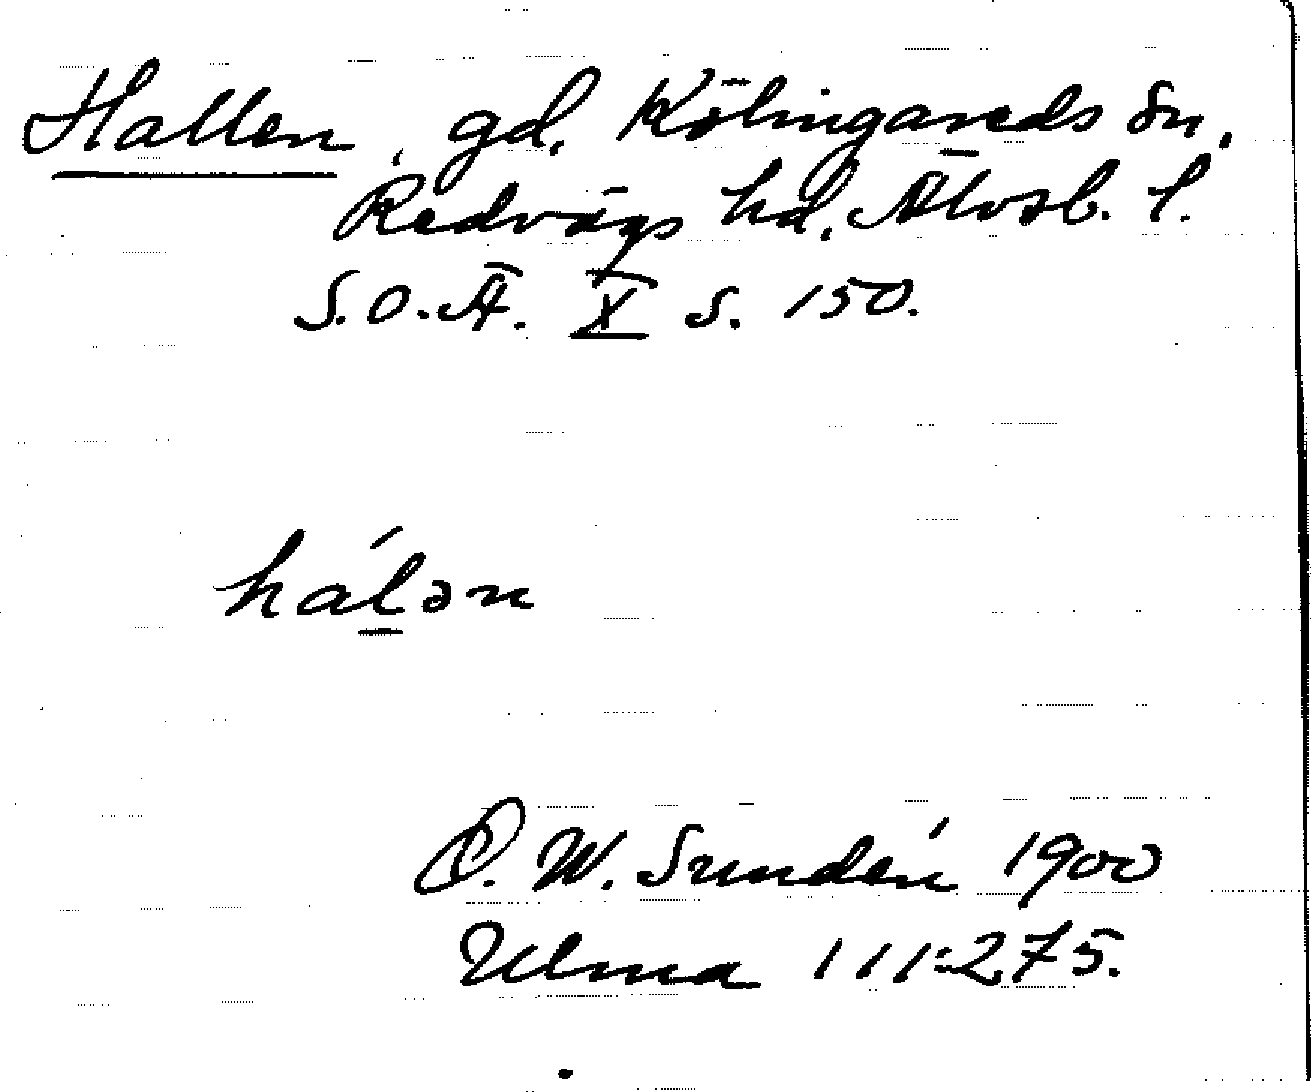 Hallen, gd, Kölingareds sn,
Redvägs hd, Älvsb. l.
S.O.Ä. X s. 150.
hálən
D. W. Sundén 1900
Ulma 111:275.